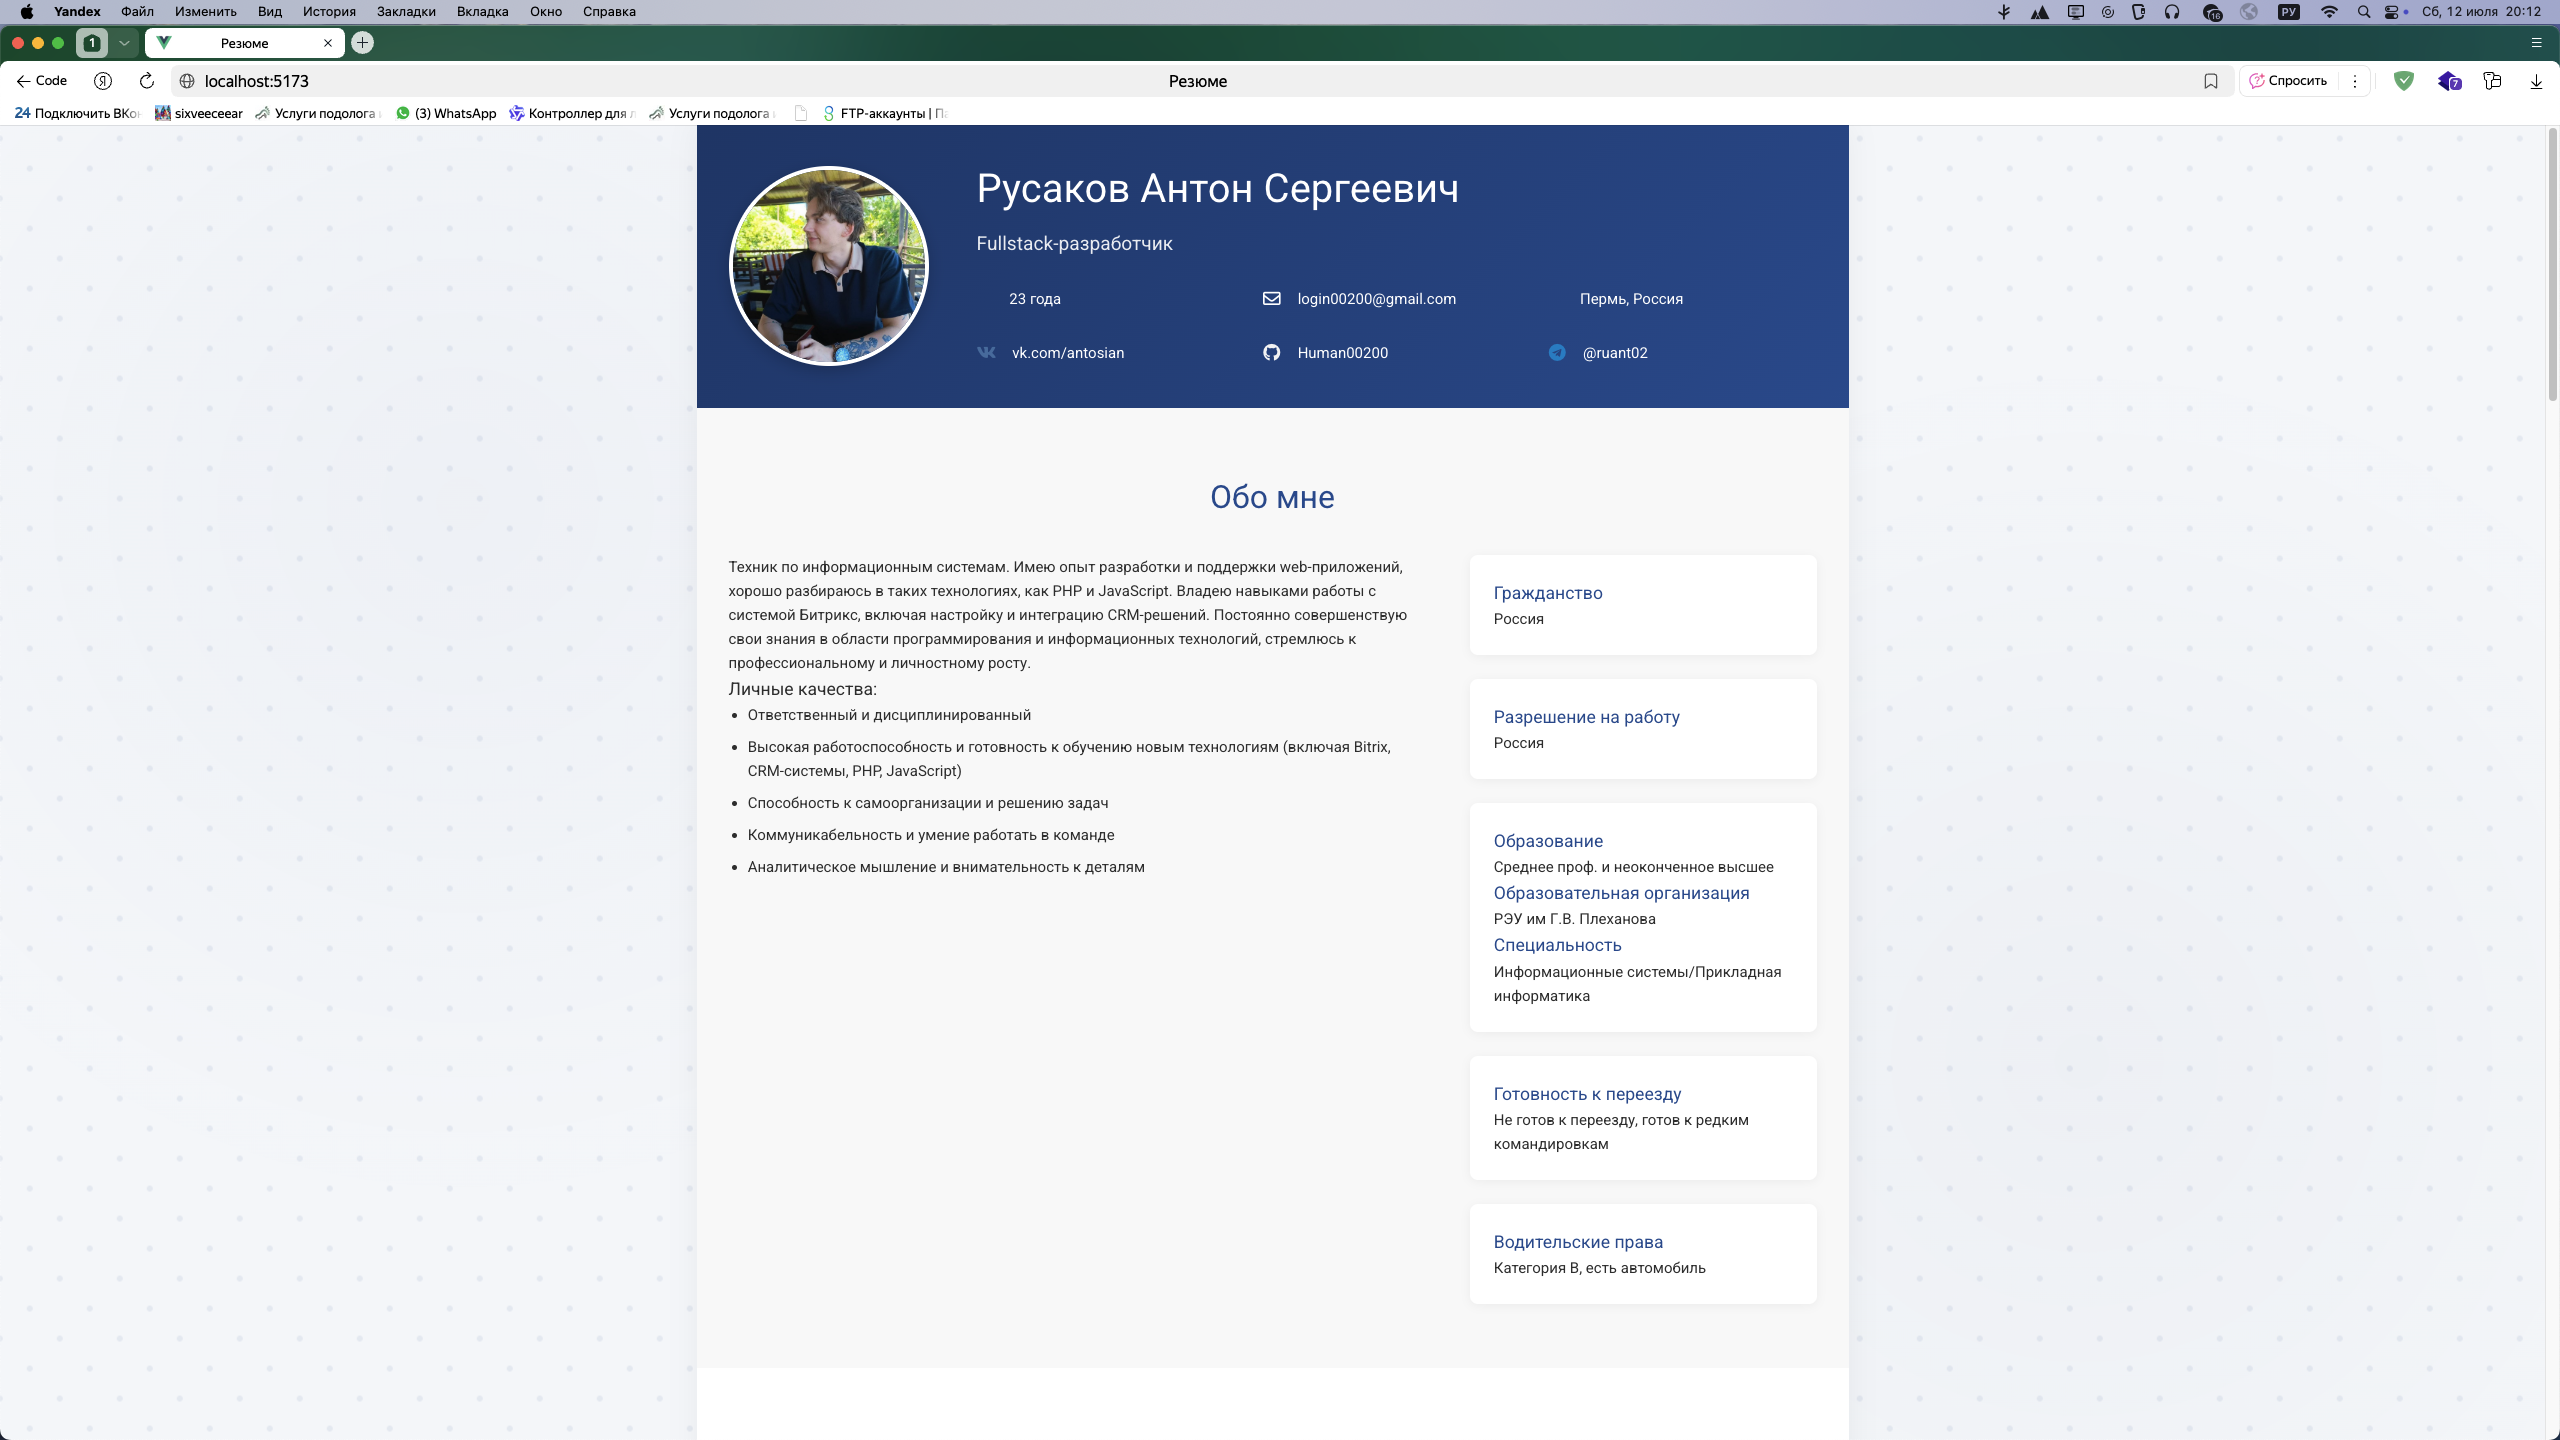 Yandex Файл Изменить Вид История Закладки Вкладка Окно Справка
16 РУ Сб, 12 июля 20:12
1 Резюме
Code localhost:5173 Резюме Спросить 7
24 Подключить ВКо sixveeceear Услуги подолога (3) WhatsApp Контроллер для Услуги подолога FTP-аккаунты |
Русаков Антон Сергеевич
Fullstack-разработчик
23 года login00200@gmail.com Пермь, Россия
vk.com/antosian Human00200 @ruant02
Обо мне
Техник по информационным системам. Имею опыт разработки и поддержки web-приложений,
хорошо разбираюсь в таких технологиях, как PHP и JavaScript. Владею навыками работы с
системой Битрикс, включая настройку и интеграцию CRM-решений. Постоянно совершенствую
свои знания в области программирования и информационных технологий, стремлюсь к
профессиональному и личностному росту.
Личные качества:
• Ответственный и дисциплинированный
• Высокая работоспособность и готовность к обучению новым технологиям (включая Bitrix,
CRM-системы, PHP, JavaScript)
• Способность к самоорганизации и решению задач
• Коммуникабельность и умение работать в команде
• Аналитическое мышление и внимательность к деталям
Гражданство
Россия
Разрешение на работу
Россия
Образование
Среднее проф. и неоконченное высшее
Образовательная организация
РЭУ им Г.В. Плеханова
Специальность
Информационные системы/Прикладная
информатика
Готовность к переезду
Не готов к переезду, готов к редким
командировкам
Водительские права
Категория B, есть автомобиль